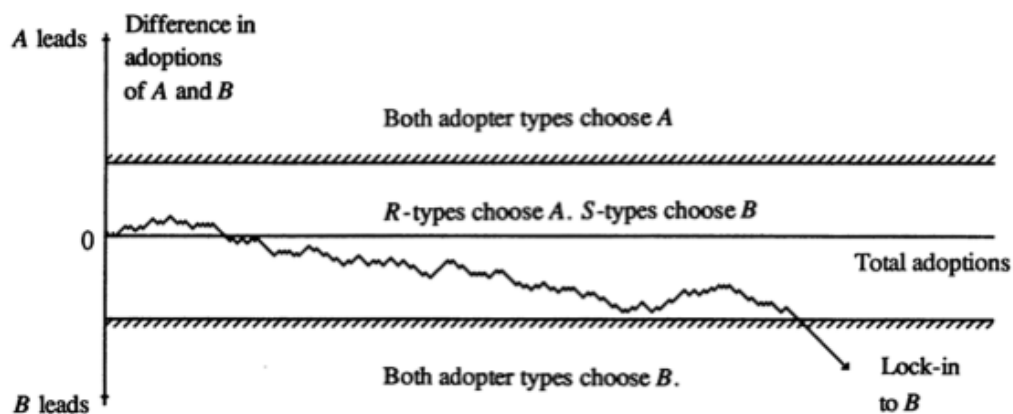 A leads
Difference in
adoptions
of A and B
Both adopter types choose A
R-types choose A. S-types choose B
0
Total adoptions
Both adopter types choose B.
Lock-in
to B
B leads